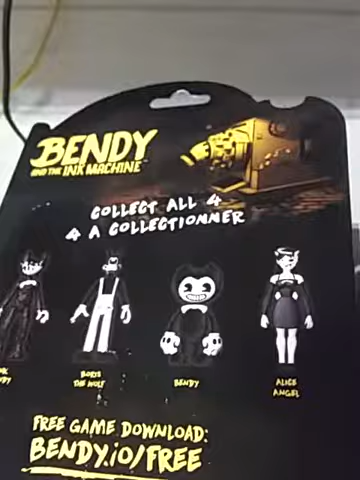 BENDY
AND THE INK MACHINE
COLLECT ALL 4
4 A COLLECTIONNER
BORIS
THE WOLF
BENDY
ALICE
ANGEL
FREE GAME DOWNLOAD:
BENDY.IO/FREE